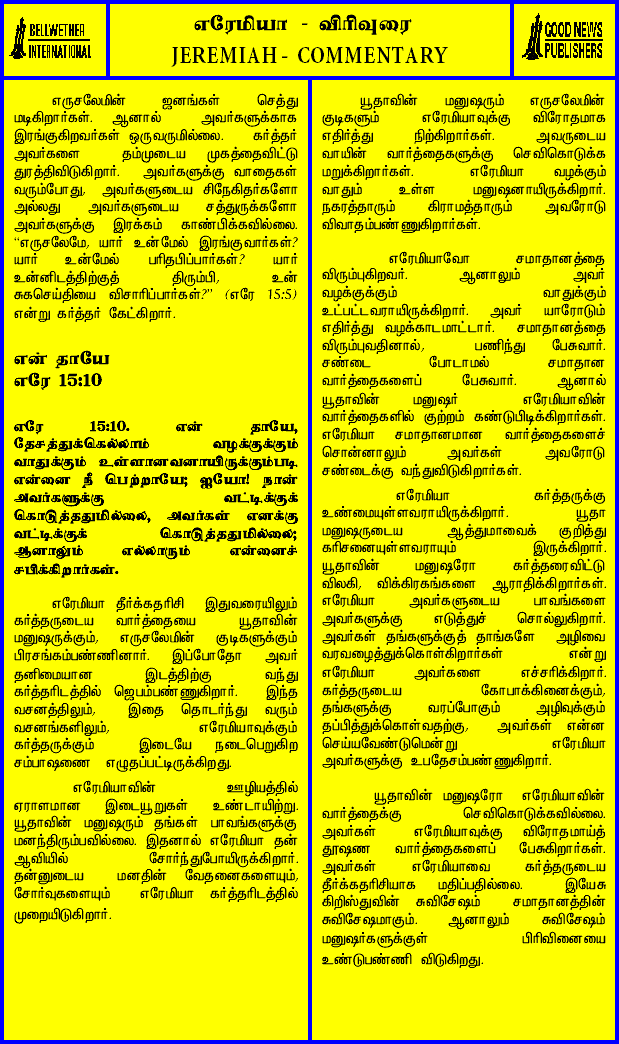 BELLWETHER
INTERNATIONAL
எரேமியா - விரிவுரை
JEREMIAH - COMMENTARY
GOOD NEWS
PUBLISHERS
எருசலேமின் ஜனங்கள் செத்து
மடிகிறார்கள். ஆனால் அவர்களுக்காக
இரங்குகிறவர்கள் ஒருவருமில்லை. கர்த்தர்
அவர்களை தம்முடைய முகத்தைவிட்டு
துரத்திவிடுகிறார். அவர்களுக்கு வாதைகள்
வரும்போது, அவர்களுடைய சிநேகிதர்களோ
அல்லது அவர்களுடைய சத்துருக்களோ
அவர்களுக்கு இரக்கம் காண்பிக்கவில்லை.
"எருசலேமே, யார் உன்மேல் இரங்குவார்கள்?
யார் உன்மேல் பரிதபிப்பார்கள்? யார்
உன்னிடத்திற்குத் திரும்பி, உன்
சுகசெய்தியை விசாரிப்பார்கள்?" (எரே 15:5)
என்று கர்த்தர் கேட்கிறார்.
என் தாயே
எரே 15:10
எரே 15:10. என் தாயே,
தேசத்துக்கெல்லாம் வழக்குக்கும்
வாதுக்கும் உள்ளானவனாயிருக்கும்படி
என்னை நீ பெற்றாயே; ஐயோ! நான்
அவர்களுக்கு வட்டிக்குக்
கொடுத்ததுமில்லை, அவர்கள் எனக்கு
வட்டிக்குக் கொடுத்ததுமில்லை;
ஆனாலும் எல்லாரும் என்னைச்
சபிக்கிறார்கள்.
எரேமியா தீர்க்கதரிசி இதுவரையிலும்
கர்த்தருடைய வார்த்தையை யூதாவின்
மனுஷருக்கும், எருசலேமின் குடிகளுக்கும்
பிரசங்கம்பண்ணினார். இப்போதோ அவர்
தனிமையான இடத்திற்கு வந்து
கர்த்தரிடத்தில் ஜெபம்பண்ணுகிறார். இந்த
வசனத்திலும், இதை தொடர்ந்து வரும்
வசனங்களிலும், எரேமியாவுக்கும்
கர்த்தருக்கும் இடையே நடைபெறுகிற
சம்பாஷணை எழுதப்பட்டிருக்கிறது.
எரேமியாவின் ஊழியத்தில்
ஏராளமான இடையூறுகள் உண்டாயிற்று.
யூதாவின் மனுஷரும் தங்கள் பாவங்களுக்கு
மனந்திரும்பவில்லை. இதனால் எரேமியா தன்
ஆவியில் சோர்ந்துபோயிருக்கிறார்.
தன்னுடைய மனதின் வேதனைகளையும்,
சோர்வுகளையும் எரேமியா கர்த்தரிடத்தில்
முறையிடுகிறார்.
யூதாவின் மனுஷரும் எருசலேமின்
குடிகளும் எரேமியாவுக்கு விரோதமாக
எதிர்த்து நிற்கிறார்கள். அவருடைய
வாயின் வார்த்தைகளுக்கு செவிகொடுக்க
மறுக்கிறார்கள். எரேமியா வழக்கும்
வாதும் உள்ள மனுஷனாயிருக்கிறார்.
நகரத்தாரும் கிராமத்தாரும் அவரோடு
விவாதம்பண்ணுகிறார்கள்.
எரேமியாவோ சமாதானத்தை
விரும்புகிறவர். ஆனாலும் அவர்
வழக்குக்கும் வாதுக்கும்
உட்பட்டவராயிருக்கிறார். அவர் யாரோடும்
எதிர்த்து வழக்காடமாட்டார். சமாதானத்தை
விரும்புவதினால், பணிந்து பேசுவார்.
சண்டை போடாமல் சமாதான
வார்த்தைகளைப் பேசுவார். ஆனால்
யூதாவின் மனுஷர் எரேமியாவின்
வார்த்தைகளில் குற்றம் கண்டுபிடிக்கிறார்கள்.
எரேமியா சமாதானமான வார்த்தைகளைச்
சொன்னாலும் அவர்கள் அவரோடு
சண்டைக்கு வந்துவிடுகிறார்கள்.
எரேமியா கர்த்தருக்கு
உண்மையுள்ளவராயிருக்கிறார். யூதா
மனுஷருடைய ஆத்துமாவைக் குறித்து
கரிசனையுள்ளவராயும் இருக்கிறார்.
யூதாவின் மனுஷரோ கர்த்தரைவிட்டு
விலகி, விக்கிரகங்களை ஆராதிக்கிறார்கள்.
எரேமியா அவர்களுடைய பாவங்களை
அவர்களுக்கு எடுத்துச் சொல்லுகிறார்.
அவர்கள் தங்களுக்குத் தாங்களே அழிவை
வரவழைத்துக்கொள்கிறார்கள் என்று
எரேமியா அவர்களை எச்சரிக்கிறார்.
கர்த்தருடைய கோபாக்கினைக்கும்,
தங்களுக்கு வரப்போகும் அழிவுக்கும்
தப்பித்துக்கொள்வதற்கு, அவர்கள் என்ன
செய்யவேண்டுமென்று எரேமியா
அவர்களுக்கு உபதேசம்பண்ணுகிறார்.
யூதாவின் மனுஷரோ எரேமியாவின்
வார்த்தைக்கு செவிகொடுக்கவில்லை.
அவர்கள் எரேமியாவுக்கு விரோதமாய்த்
தூஷண வார்த்தைகளைப் பேசுகிறார்கள்.
அவர்கள் எரேமியாவை கர்த்தருடைய
தீர்க்கதரிசியாக மதிப்பதில்லை. இயேசு
கிறிஸ்துவின் சுவிசேஷம் சமாதானத்தின்
சுவிசேஷமாகும். ஆனாலும் சுவிசேஷம்
மனுஷர்களுக்குள் பிரிவினையை
உண்டுபண்ணி விடுகிறது.